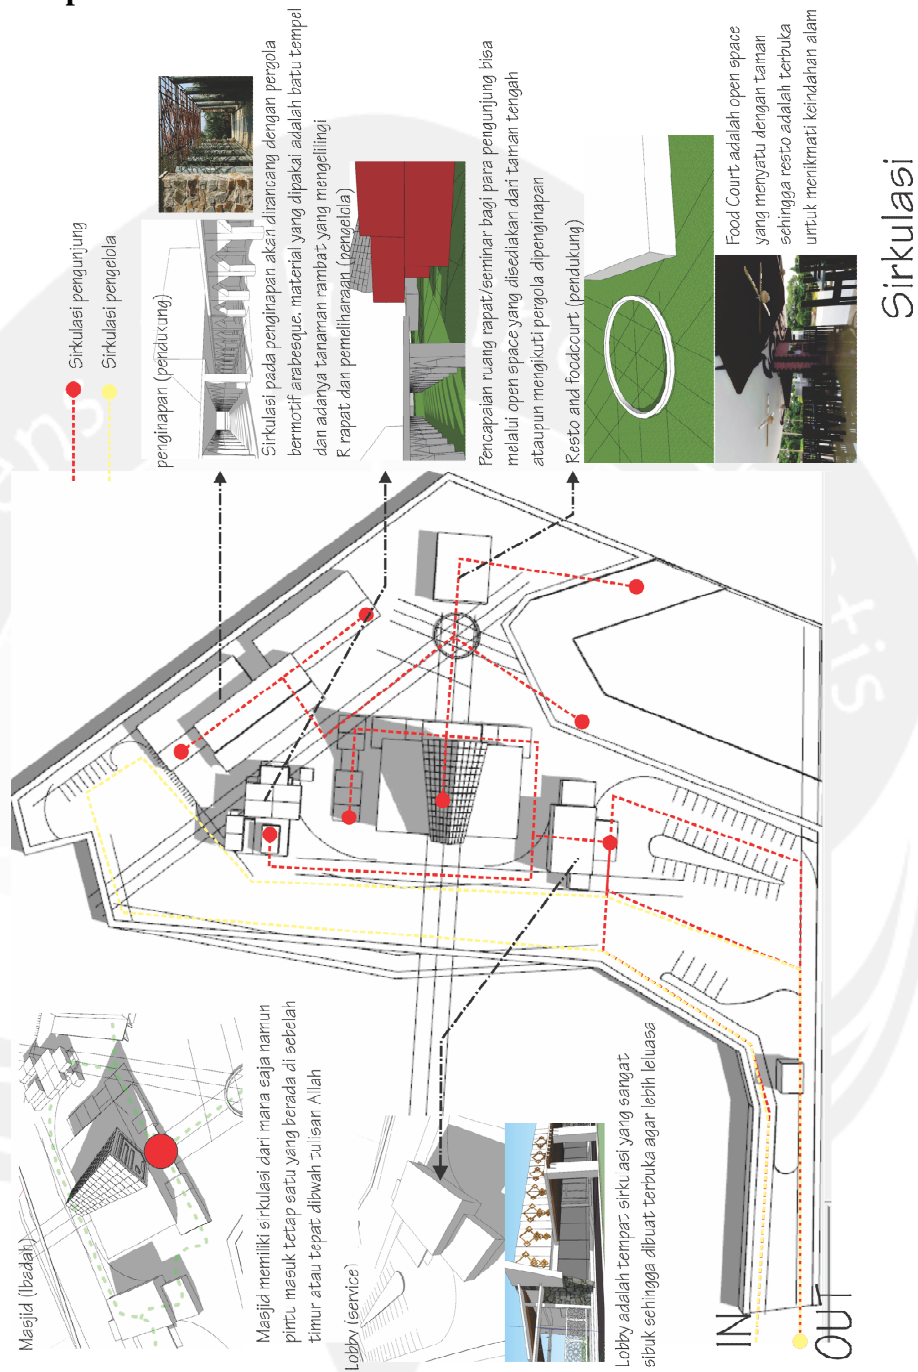 Sirkulasi
Sirkulasi pengunjung
Sirkulasi pengelola
Masjid (Ibadah)
Masjid memiliki sirkulasi dari mana saja namun
pintu masuk tetap satu yang berada di sebelah
timur atau tepat dibwah tulisan Allah
Lobby (service)
Lobby adalah tempat sirku asi yang sangat
sibuk sehingga dibuat terbuka agar lebih leluasa
IN
OUT
penginapan (pendukung)
Sirkulasi pada penginapan akan dirancang dengan pergola
bermotif arabesque. material yang dipakai adalah batu tempel
dan adanya tanaman rambat yang mengelilingi
R rapat dan pemeliharaan (pengelola)
Pencapaian ruang rapat/seminar bagi para pengunjung bisa
melalui open space yang disediakan dari taman tengah
ataupun mengikuti pergola dipenginapan
Resto and foodcourt (pendukung)
Food Court adalah open space
yang menyatu dengan taman
sehingga resto adalah terbuka
untuk menikmati keindahan alam